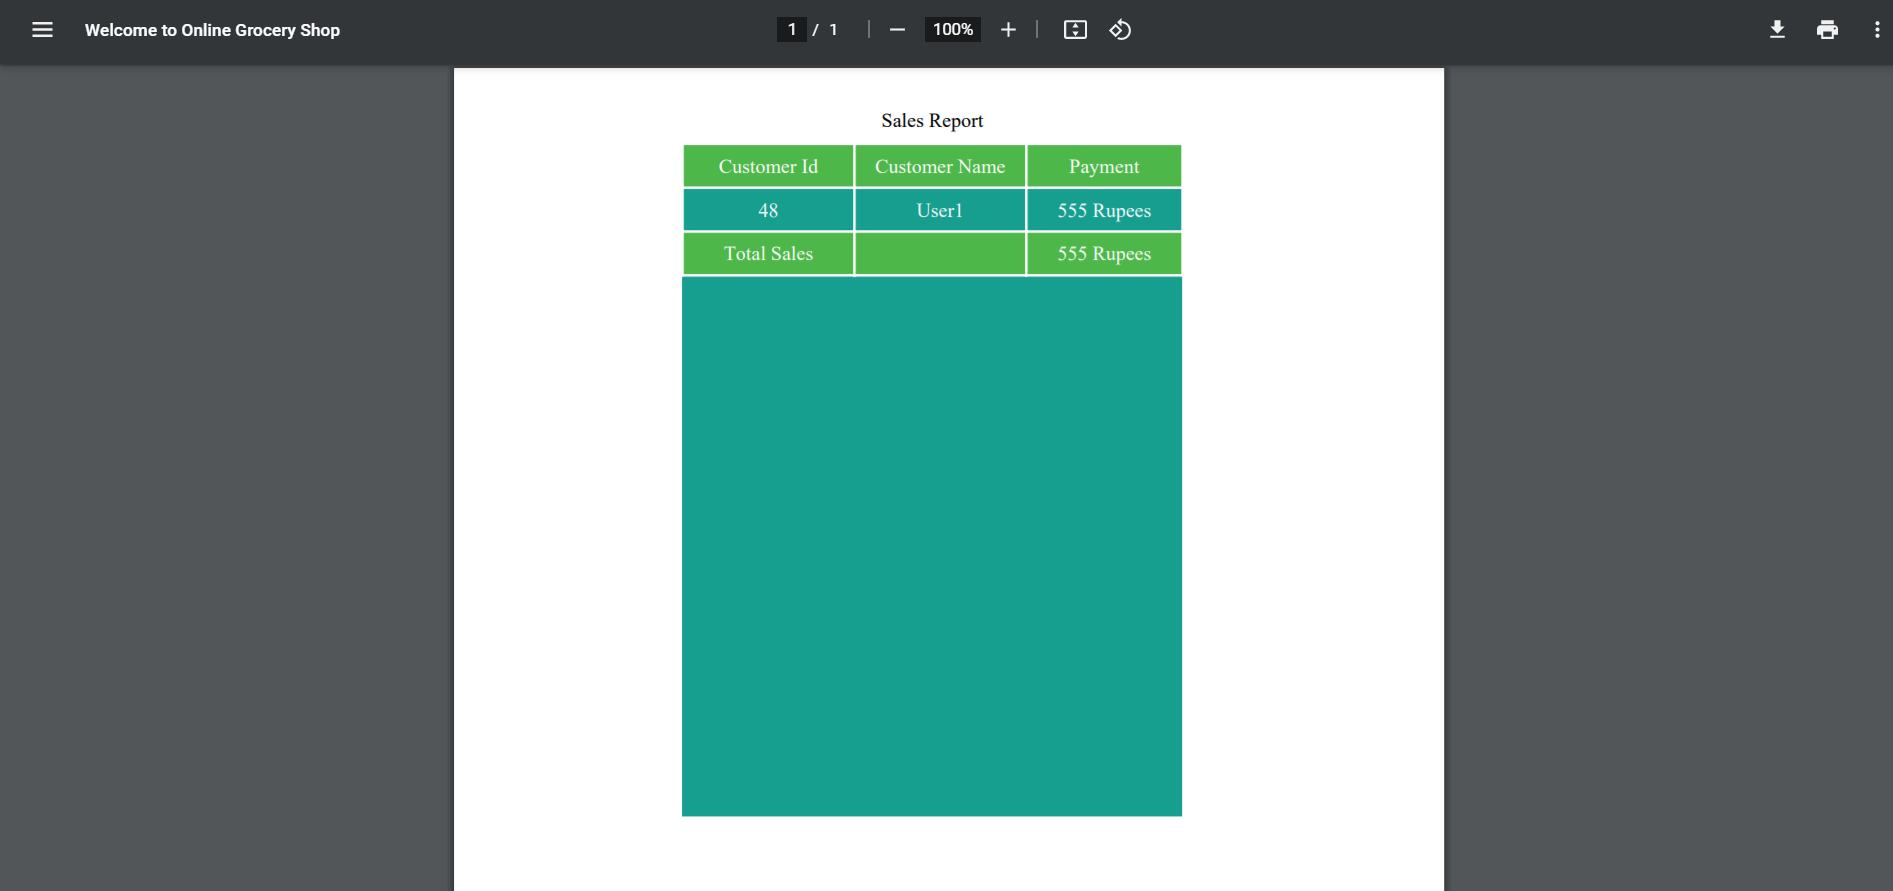 Welcome to Online Grocery Shop
1 / 1
100%
Sales Report
Customer Id Customer Name Payment
48 User1 555 Rupees
Total Sales 555 Rupees